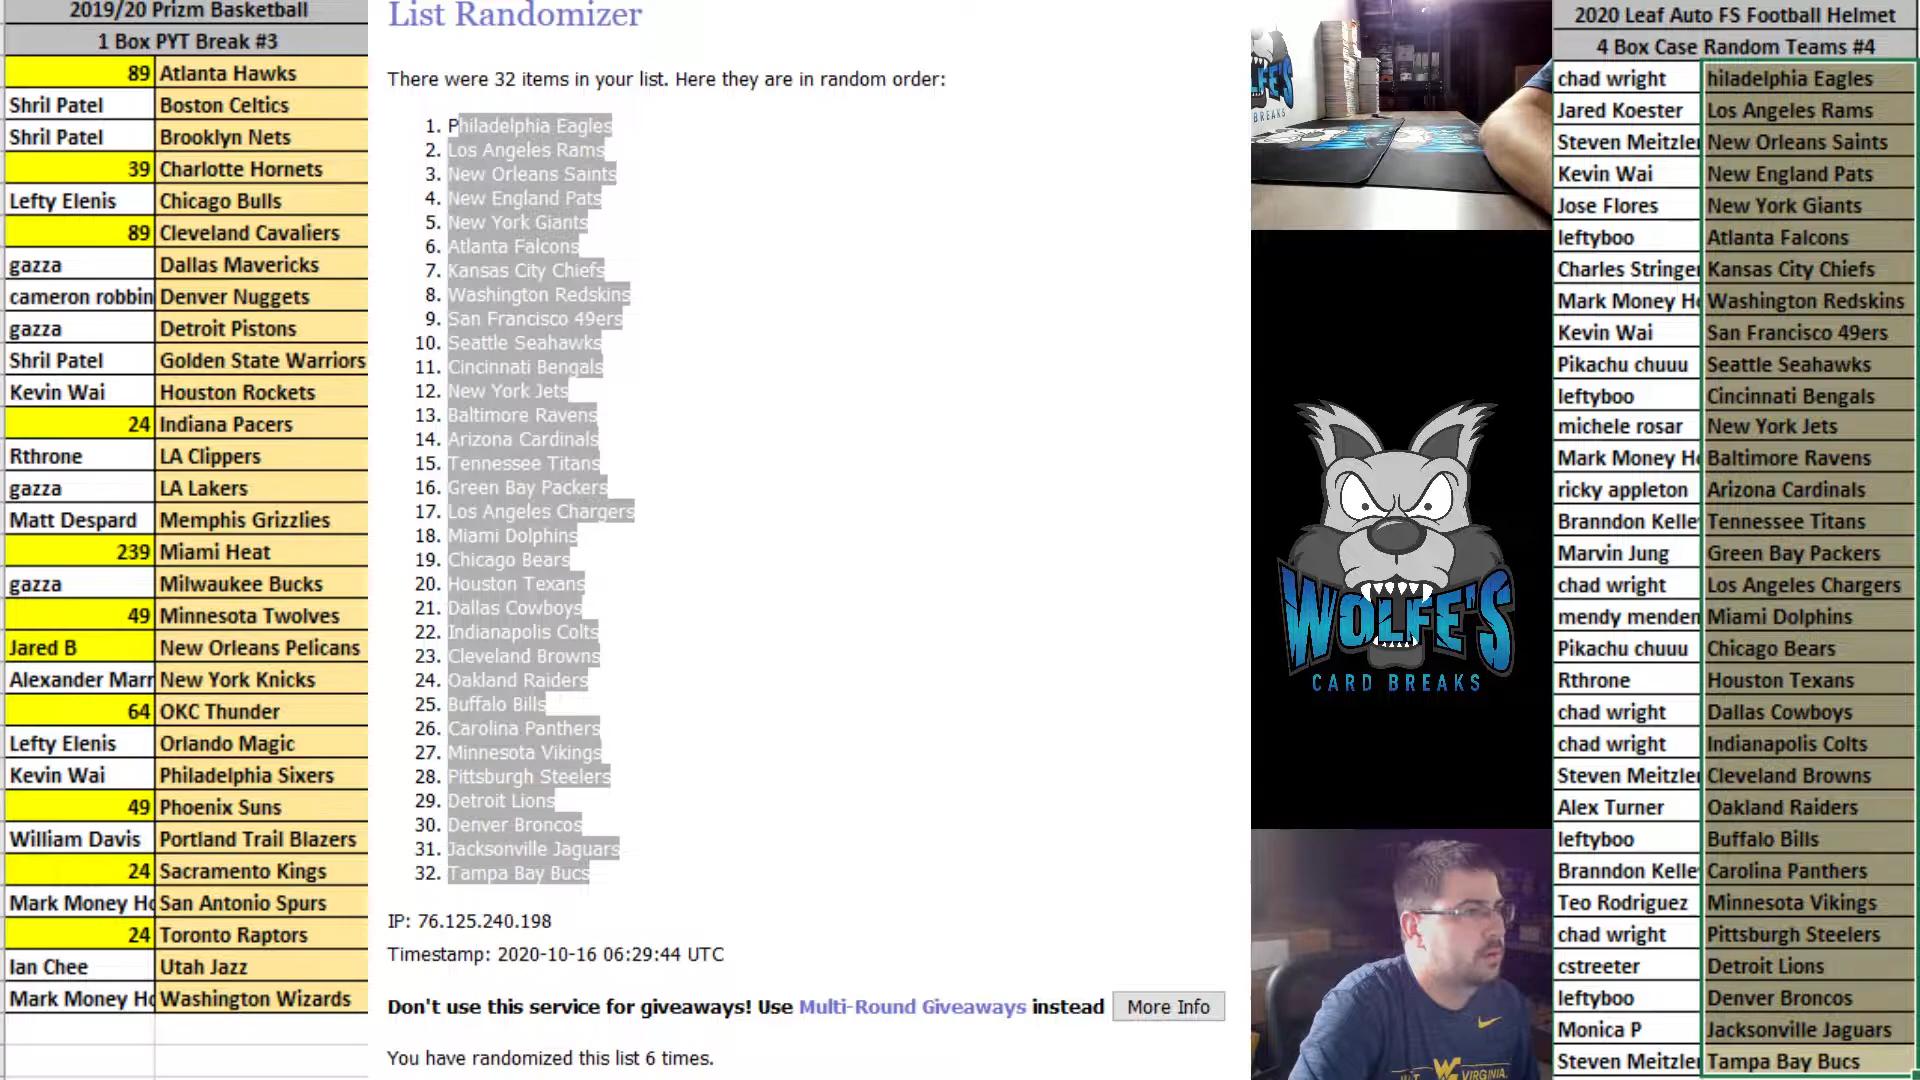 2019/20 Prizm Basketball
1 Box PYT Break #3
89 Atlanta Hawks
Shril Patel Boston Celtics
Shril Patel Brooklyn Nets
39 Charlotte Hornets
Lefty Elenis Chicago Bulls
89 Cleveland Cavaliers
gazza Dallas Mavericks
cameron robbin Denver Nuggets
gazza Detroit Pistons
Shril Patel Golden State Warriors
Kevin Wai Houston Rockets
24 Indiana Pacers
Rthrone LA Clippers
gazza LA Lakers
Matt Despard Memphis Grizzlies
239 Miami Heat
gazza Milwaukee Bucks
49 Minnesota Twolves
Jared B New Orleans Pelicans
Alexander Marr New York Knicks
64 OKC Thunder
Lefty Elenis Orlando Magic
Kevin Wai Philadelphia Sixers
49 Phoenix Suns
William Davis Portland Trail Blazers
24 Sacramento Kings
Mark Money Ho San Antonio Spurs
24 Toronto Raptors
Ian Chee Utah Jazz
Mark Money Ho Washington Wizards
List Randomizer
There were 32 items in your list. Here they are in random order:
1. Philadelphia Eagles
2. Los Angeles Rams
3. New Orleans Saints
4. New England Pats
5. New York Giants
6. Atlanta Falcons
7. Kansas City Chiefs
8. Washington Redskins
9. San Francisco 49ers
10. Seattle Seahawks
11. Cincinnati Bengals
12. New York Jets
13. Baltimore Ravens
14. Arizona Cardinals
15. Tennessee Titans
16. Green Bay Packers
17. Los Angeles Chargers
18. Miami Dolphins
19. Chicago Bears
20. Houston Texans
21. Dallas Cowboys
22. Indianapolis Colts
23. Cleveland Browns
24. Oakland Raiders
25. Buffalo Bills
26. Carolina Panthers
27. Minnesota Vikings
28. Pittsburgh Steelers
29. Detroit Lions
30. Denver Broncos
31. Jacksonville Jaguars
32. Tampa Bay Bucs
IP: 76.125.240.198
Timestamp: 2020-10-16 06:29:44 UTC
Don't use this service for giveaways! Use Multi-Round Giveaways instead More Info
You have randomized this list 6 times.
BREAKS
WOLFE'S
CARD BREAKS
VIRGINIA
2020 Leaf Auto FS Football Helmet
4 Box Case Random Teams #4
chad wright hiladelphia Eagles
Jared Koester Los Angeles Rams
Steven Meitzler New Orleans Saints
Kevin Wai New England Pats
Jose Flores New York Giants
leftyboo Atlanta Falcons
Charles Stringer Kansas City Chiefs
Mark Money Ho Washington Redskins
Kevin Wai San Francisco 49ers
Pikachu chuuu Seattle Seahawks
leftyboo Cincinnati Bengals
michele rosar New York Jets
Mark Money Ho Baltimore Ravens
ricky appleton Arizona Cardinals
Branndon Kelley Tennessee Titans
Marvin Jung Green Bay Packers
chad wright Los Angeles Chargers
mendy menden Miami Dolphins
Pikachu chuuu Chicago Bears
Rthrone Houston Texans
chad wright Dallas Cowboys
chad wright Indianapolis Colts
Steven Meitzler Cleveland Browns
Alex Turner Oakland Raiders
leftyboo Buffalo Bills
Branndon Kelley Carolina Panthers
Teo Rodriguez Minnesota Vikings
chad wright Pittsburgh Steelers
cstreeter Detroit Lions
leftyboo Denver Broncos
Monica P Jacksonville Jaguars
Steven Meitzler Tampa Bay Bucs